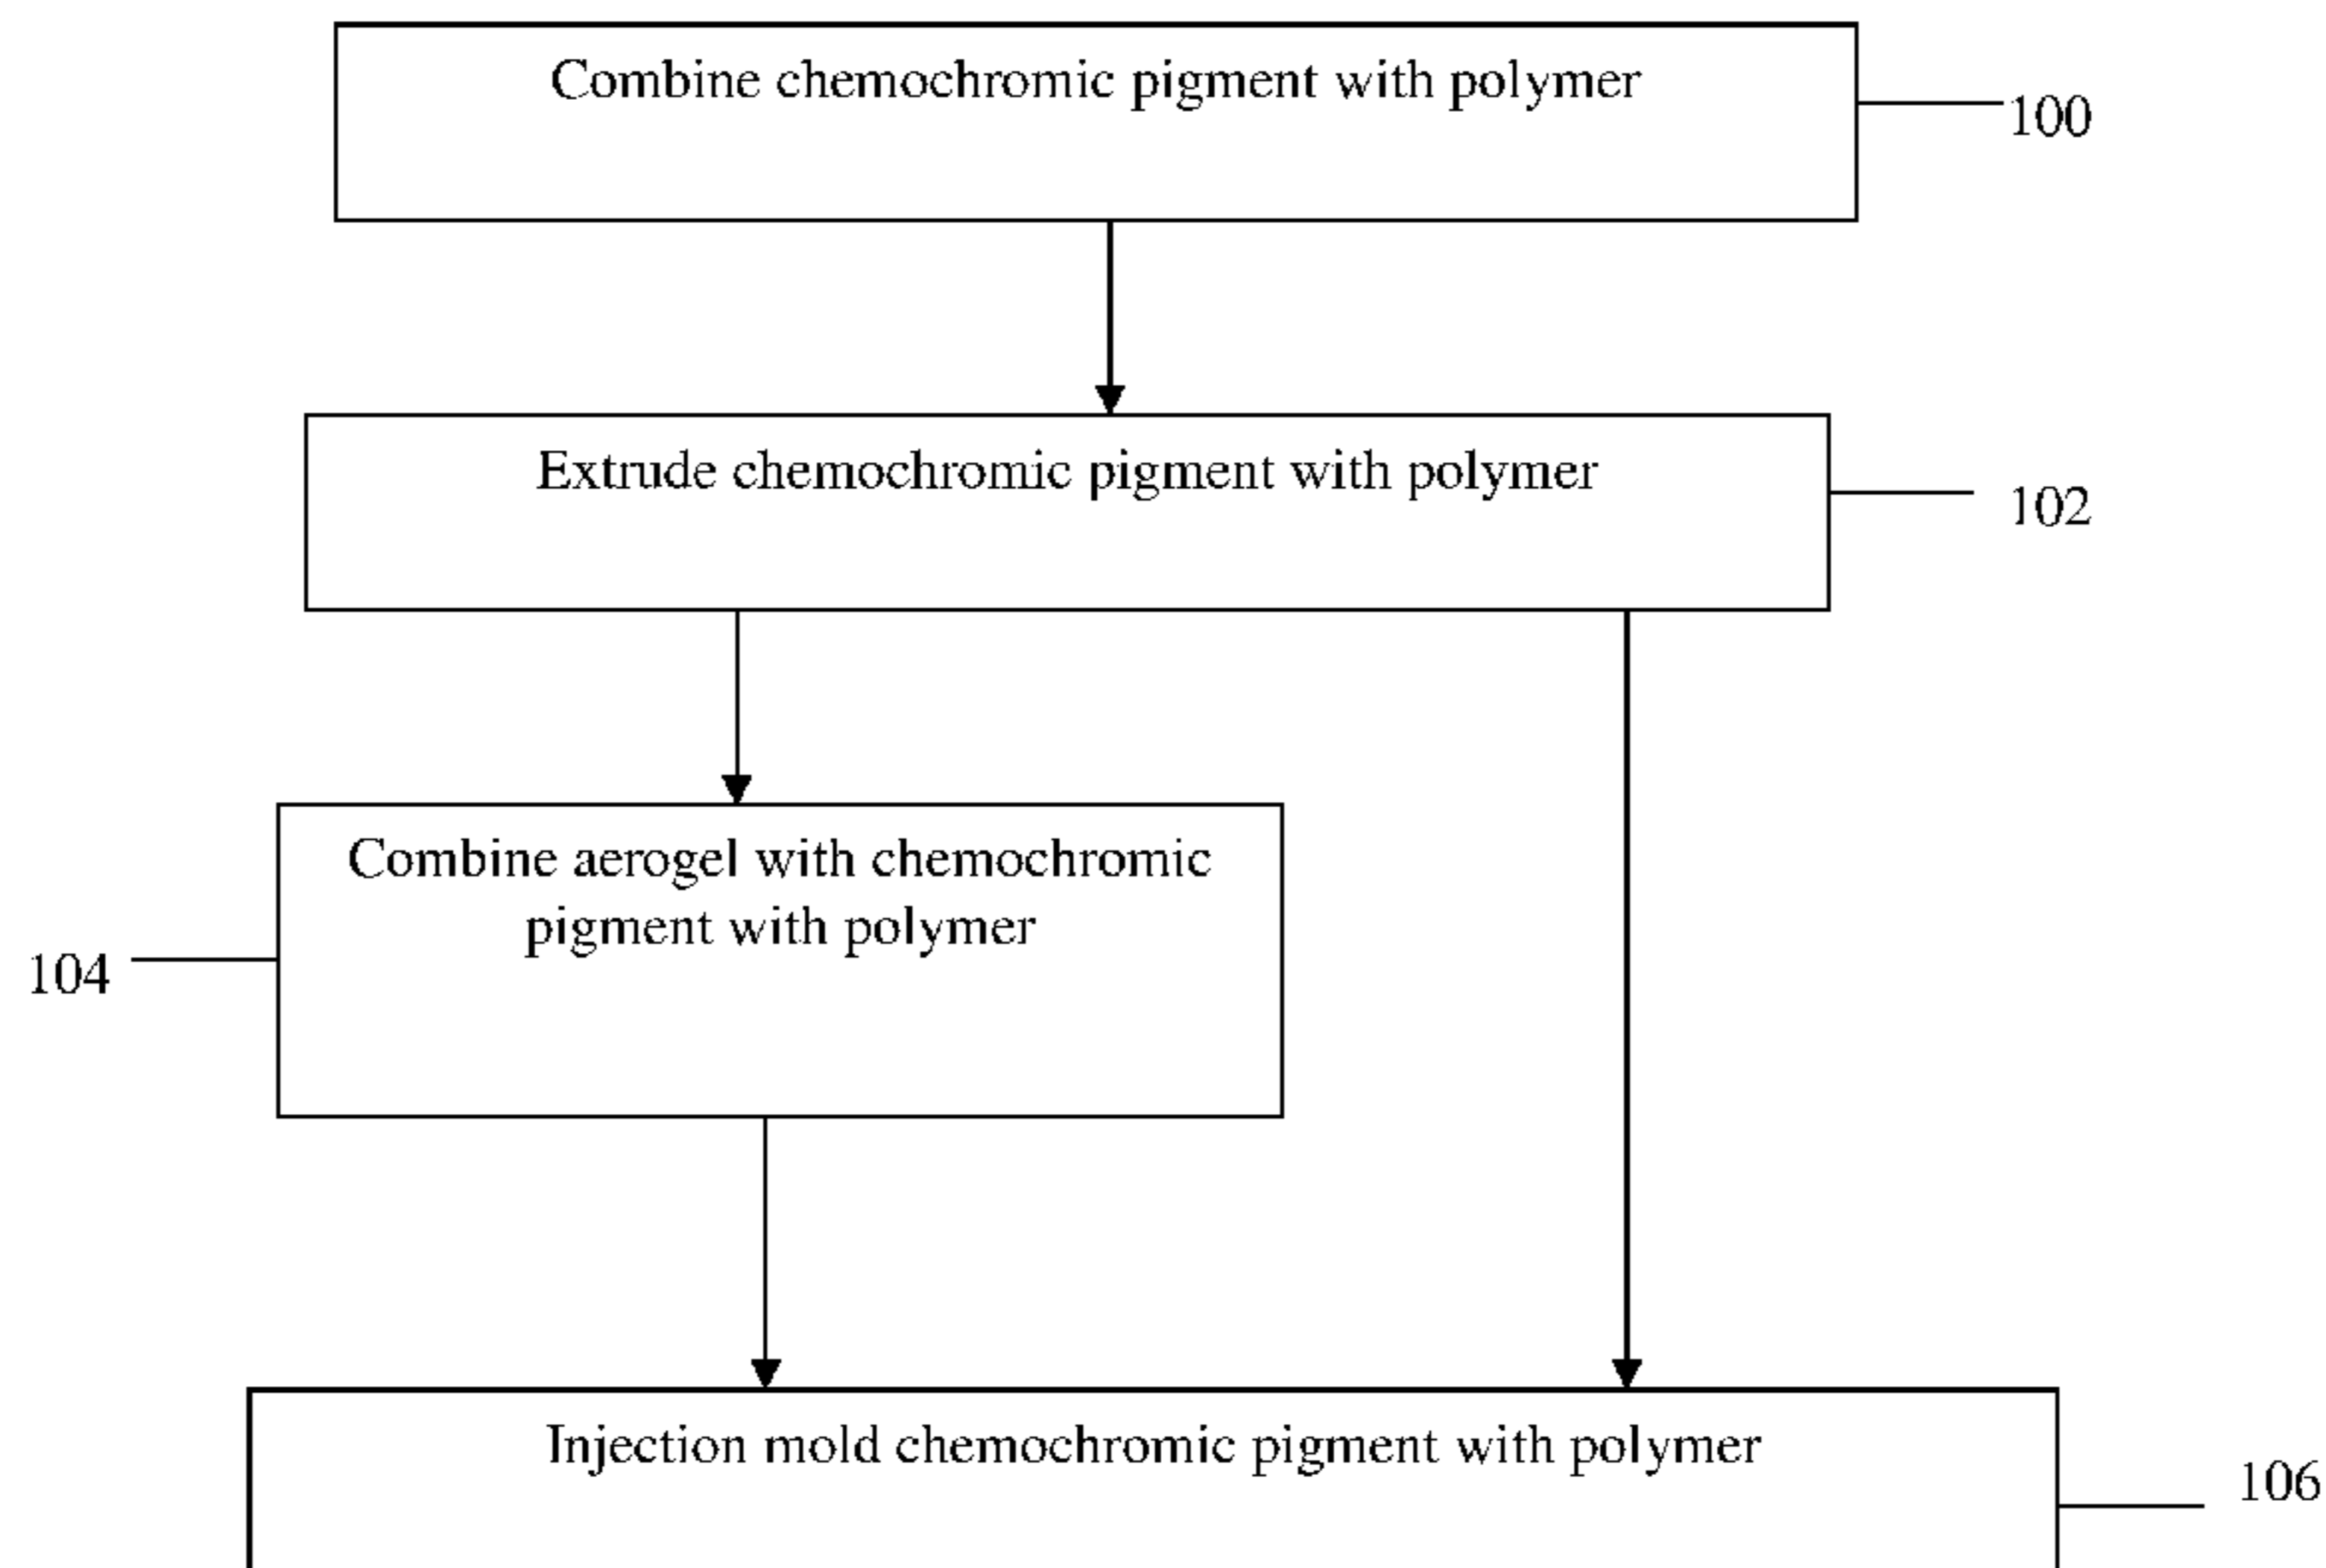 Combine chemochromic pigment with polymer
100
Extrude chemochromic pigment with polymer
102
Combine aerogel with chemochromic
pigment with polymer
104
Injection mold chemochromic pigment with polymer
106